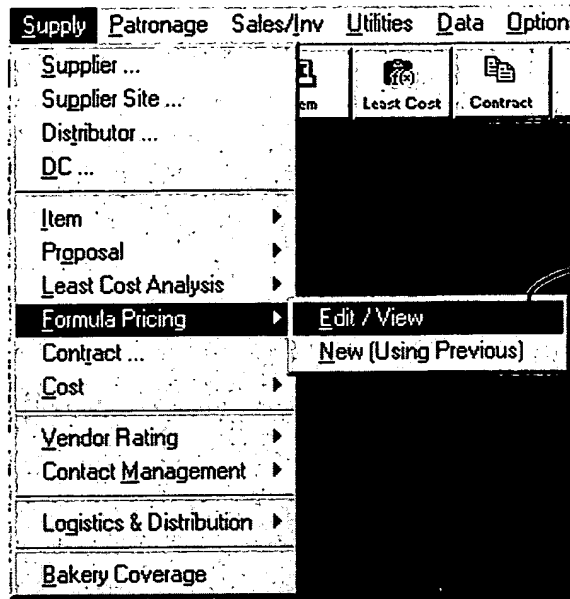 Supply Patronage Sales/Inv Utilities Data Option
Supplier ...
Supplier Site ...
Distributor ...
DC ...
em Least Cost Contract
f(x)
Item
Proposal
Least Cost Analysis
Formula Pricing
Edit / View
Contract ...
New (Using Previous)
Cost
Vendor Rating
Contact Management
Logistics & Distribution
Bakery Coverage